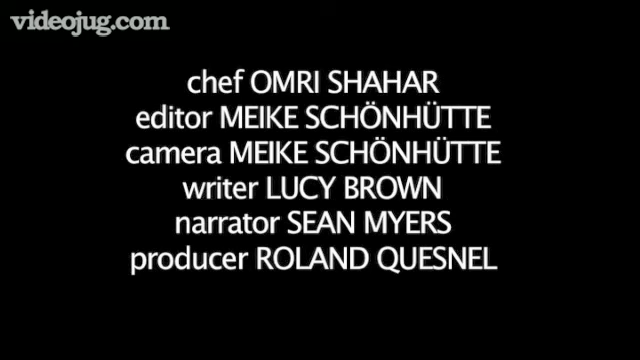 videojug.com
chef OMRI SHAHAR
editor MEIKE SCHÖNHÜTTE
camera MEIKE SCHÖNHÜTTE
writer LUCY BROWN
narrator SEAN MYERS
producer ROLAND QUESNEL